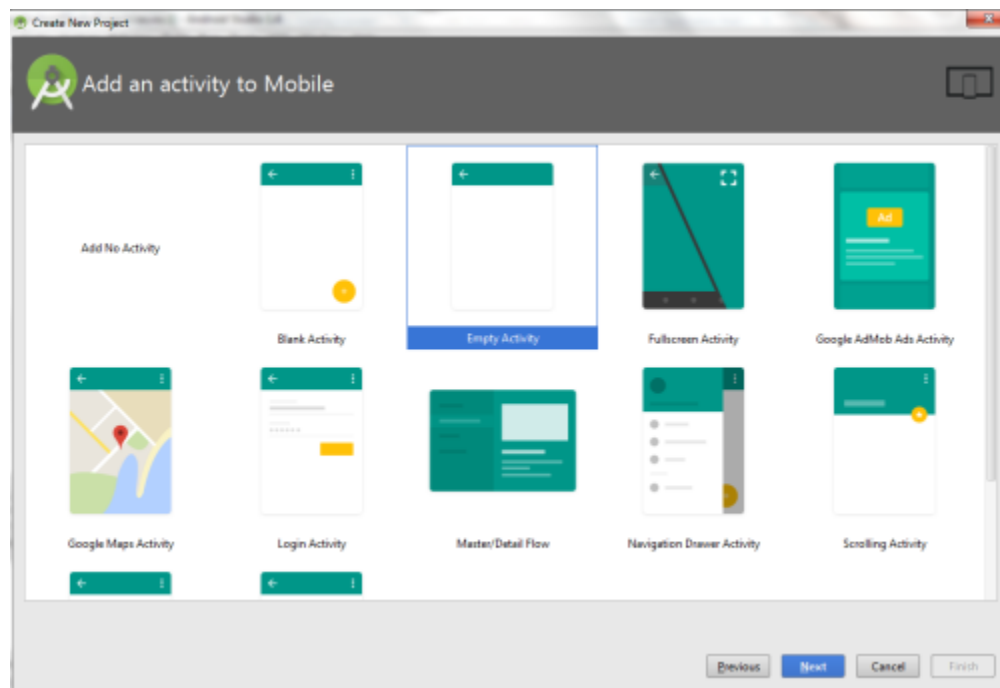 Create New Project
Add an activity to Mobile
Add No Activity
Blank Activity
Empty Activity
Fullscreen Activity
Ad
Google AdMob Ads Activity
Google Maps Activity
Login Activity
Master/Detail Flow
Navigation Drawer Activity
Scrolling Activity
Previous
Next
Cancel
Finish